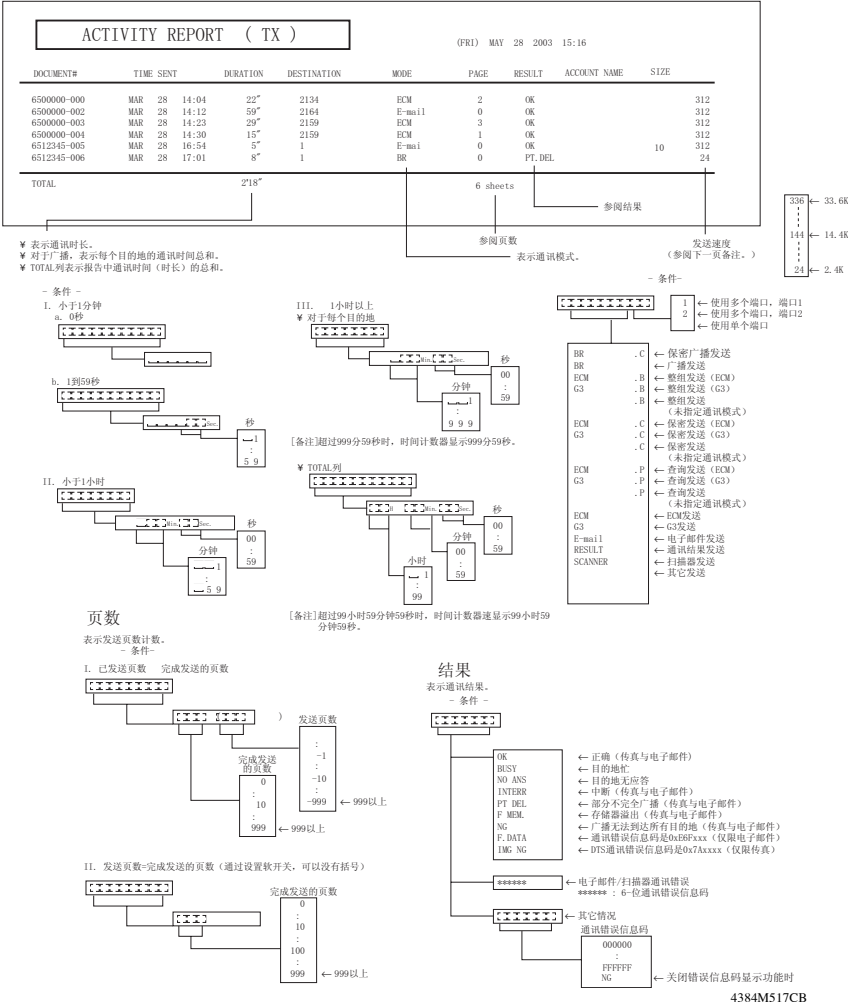 ACTIVITY REPORT ( TX )
(FRI) MAY 28 2003 15:16
DOCUMENT# TIME SENT DURATION DESTINATION MODE PAGE RESULT ACCOUNT NAME SIZE
6500000-000 MAR 28 14:04 22″ 2134 ECM 2 OK 312
6500000-002 MAR 28 14:12 59″ 2164 E-mail 0 OK 312
6500000-003 MAR 28 14:23 29″ 2159 ECM 3 OK 312
6500000-004 MAR 28 14:30 15″ 2159 ECM 1 OK 312
6512345-005 MAR 28 16:54 5″ 1 E-mai 0 OK 10 312
6512345-006 MAR 28 17:01 8″ 1 BR 0 PT.DEL 24
TOTAL 2'18″ 6 sheets
参阅结果
参阅页数
表示通讯模式。
发送速度
(参阅下一页备注。)
336 ← 33.6K
144 ← 14.4K
24 ← 2.4K
¥ 表示通讯时长。
¥ 对于广播，表示每个目的地的通讯时间总和。
¥ TOTAL列表示报告中通讯时间（时长）的总和。
- 条件 -
I. 小于1分钟
a. 0秒
b. 1到59秒
Sec.
秒
1
:
5 9
II. 小于1小时
Min. Sec.
秒
00
:
59
分钟
1
:
5 9
III. 1小时以上
¥ 对于每个目的地
Min. Sec.
秒
00
:
59
分钟
1
:
9 9 9
[备注]超过999分59秒时，时间计数器显示999分59秒。
¥ TOTAL列
H Min. Sec.
秒
00
:
59
分钟
00
:
59
小时
1
:
99
[备注]超过99小时59分钟59秒时，时间计数器速显示99小时59
分钟59秒。
- 条件-
1 ← 使用多个端口，端口1
2 ← 使用多个端口，端口2
← 使用单个端口
BR .C ← 保密广播发送
BR ← 广播发送
ECM .B ← 整组发送（ECM）
G3 .B ← 整组发送（G3）
.B ← 整组发送
（未指定通讯模式）
ECM .C ← 保密发送（ECM）
G3 .C ← 保密发送（G3）
.C ← 保密发送
（未指定通讯模式）
ECM .P ← 查询发送（ECM）
G3 .P ← 查询发送（G3）
.P ← 查询发送
（未指定通讯模式）
ECM ← ECM发送
G3 ← G3发送
E-mail ← 电子邮件发送
RESULT ← 通讯结果发送
SCANNER ← 扫描器发送
← 其它发送
页数
表示发送页数计数。
- 条件-
I. 已发送页数 完成发送的页数
)
发送页数
:
-1
:
-10
:
-999 ← 999以上
完成发送
的页数
0
:
10
:
999 ← 999以上
II. 发送页数=完成发送的页数（通过设置软开关，可以没有括号）
完成发送的页数
0
:
10
:
100
:
999 ← 999以上
结果
表示通讯结果。
- 条件 -
OK ← 正确（传真与电子邮件)
BUSY ← 目的地忙
NO ANS ← 目的地无应答
INTERR ← 中断（传真与电子邮件）
PT DEL ← 部分不完全广播（传真与电子邮件）
F MEM. ← 存储器溢出（传真与电子邮件）
NG ← 广播无法到达所有目的地（传真与电子邮件）
F.DATA ← 通讯错误信息码是0xE6Fxxx（仅限电子邮件）
IMG NG ← DTS通讯错误信息码是0x7Axxxx（仅限传真）
****** ← 电子邮件/扫描器通讯错误
****** : 6-位通讯错误信息码
← 其它情况
通讯错误信息码
000000
:
FFFFFF
NG ← 关闭错误信息码显示功能时
4384M517CB